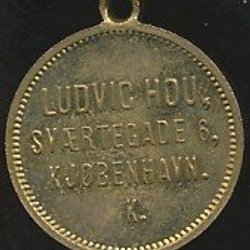 LUDVIG HOU,
SVÆRTEGADE 6,
KJØBENHAVN.
K.